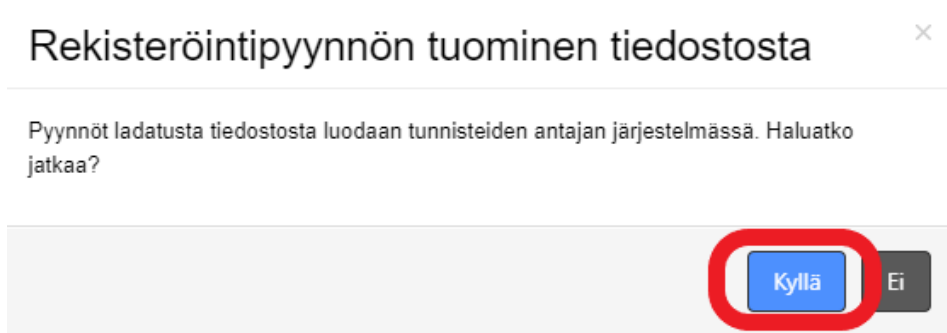 Rekisteröintipyynnön tuominen tiedostosta
×
Pyynnöt ladatusta tiedostosta luodaan tunnisteiden antajan järjestelmässä. Haluatko
jatkaa?
Kyllä Ei